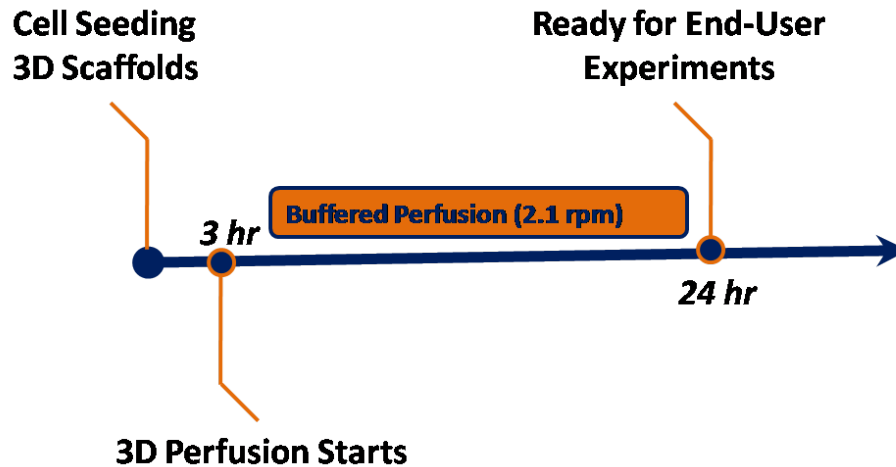 Cell Seeding
3D Scaffolds
Ready for End-User
Experiments
Buffered Perfusion (2.1 rpm)
3 hr
24 hr
3D Perfusion Starts